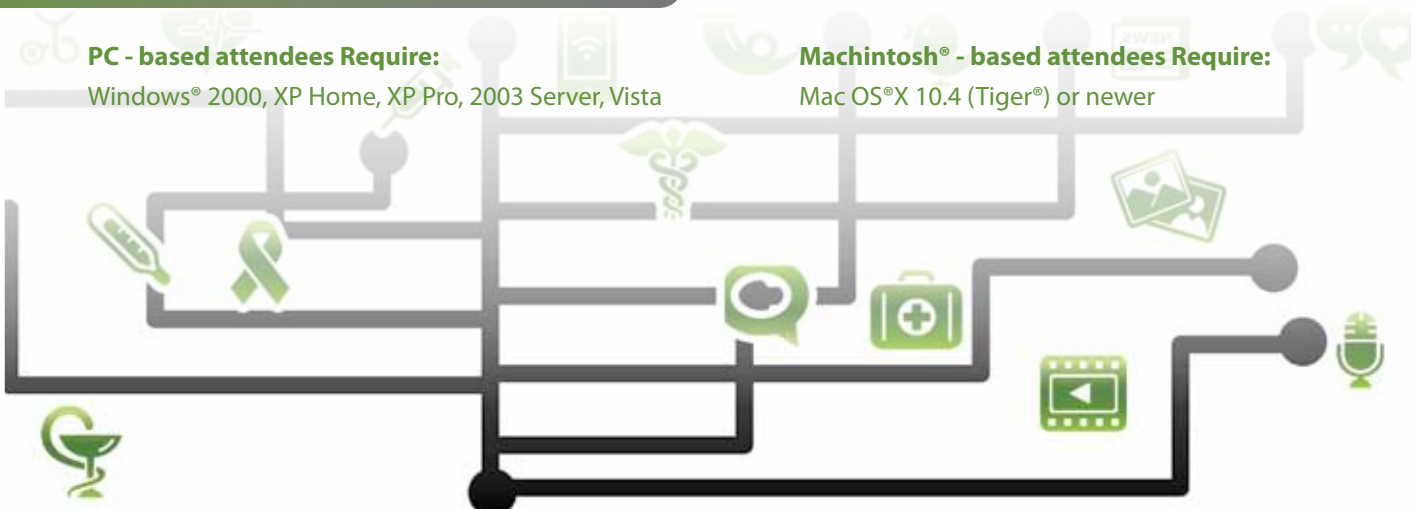 PC - based attendees Require:
Windows® 2000, XP Home, XP Pro, 2003 Server, Vista
Machintosh® - based attendees Require:
Mac OS®X 10.4 (Tiger®) or newer
NEWS